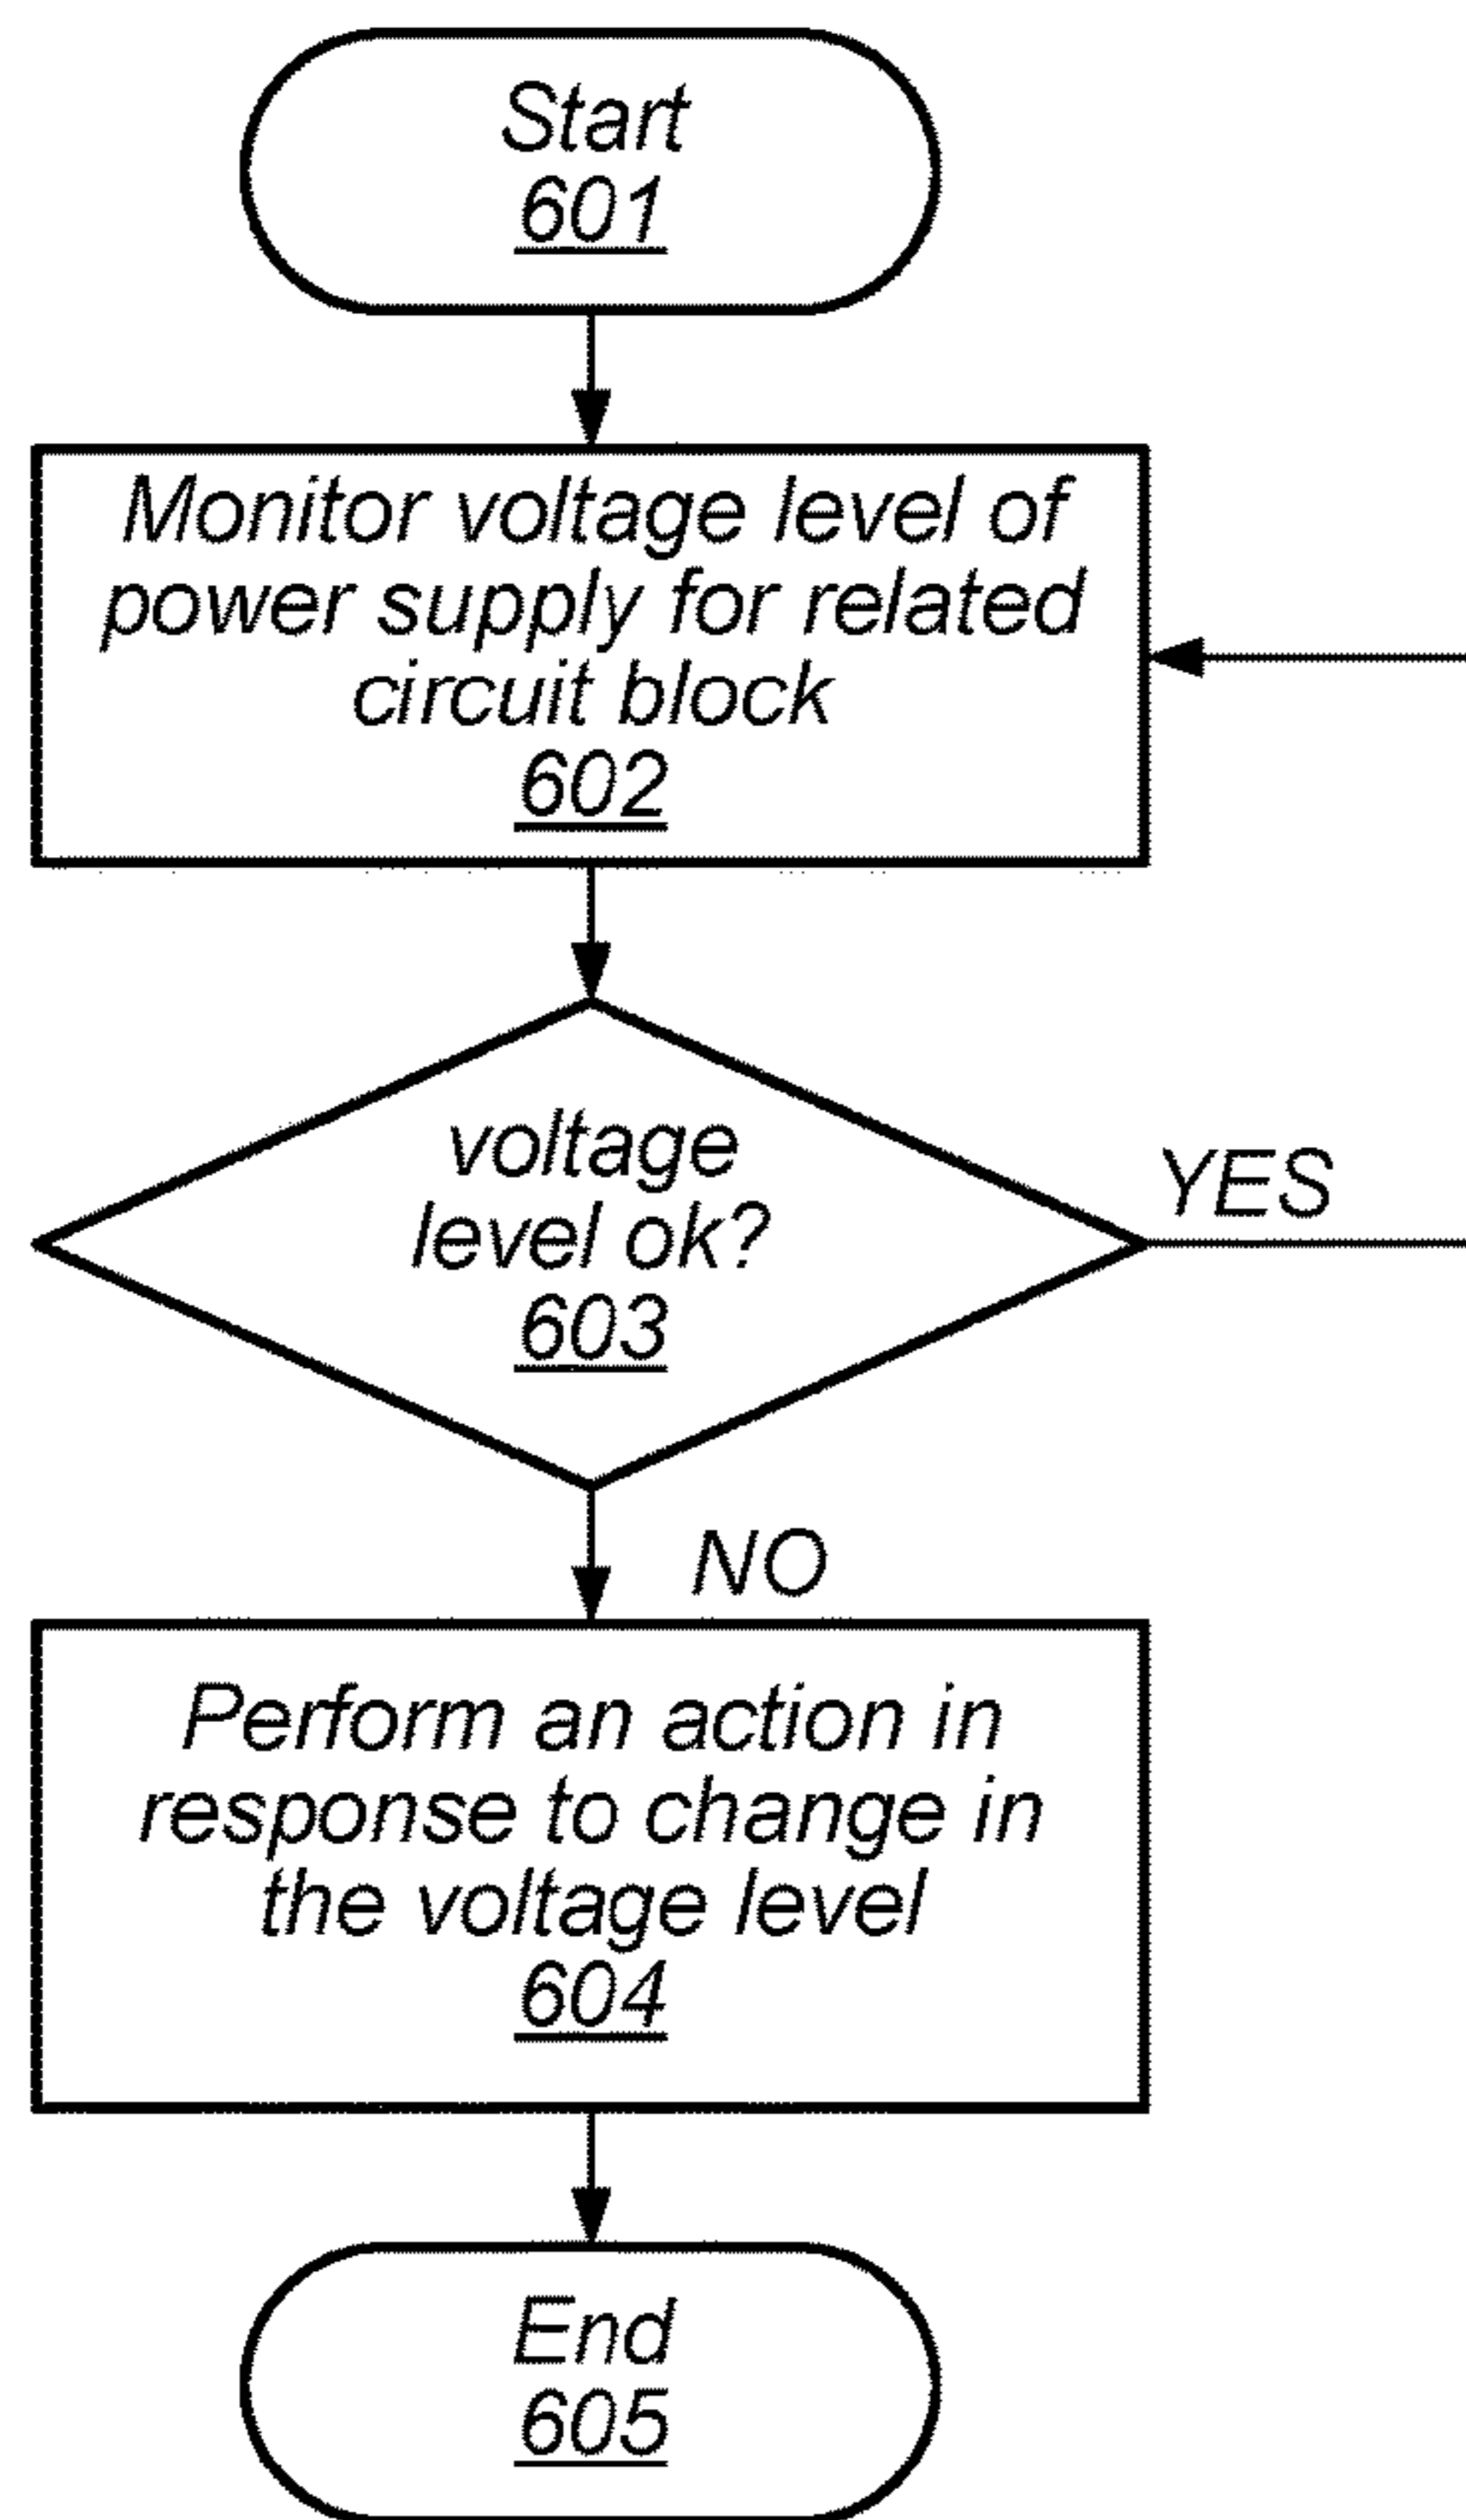 Start
601
Monitor voltage level of
power supply for related
circuit block
602
voltage
level ok?
603
YES
NO
Perform an action in
response to change in
the voltage level
604
End
605